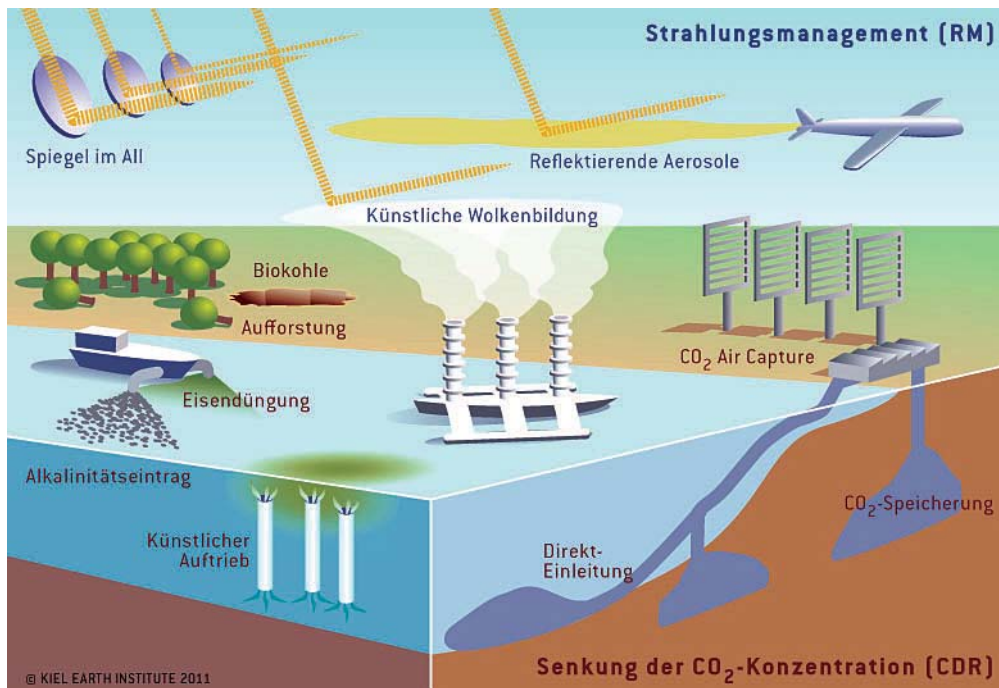 Strahlungsmanagement (RM)
Spiegel im All
Reflektierende Aerosole
Künstliche Wolkenbildung
Biokohle
Aufforstung
CO₂ Air Capture
Eisendüngung
Alkalinitätseintrag
CO₂-Speicherung
Künstlicher
Auftrieb
Direkt-
Einleitung
Senkung der CO₂-Konzentration (CDR)
© KIEL EARTH INSTITUTE 2011